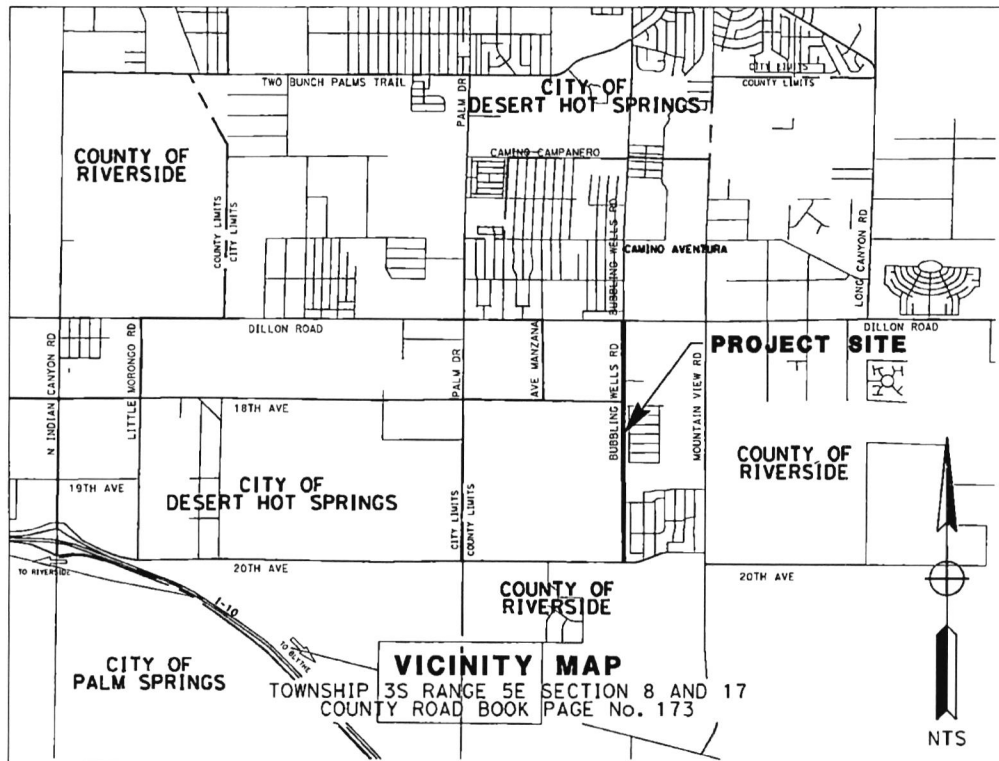 CITY LIMITS
COUNTY LIMITS
TWO BUNCH PALMS TRAIL
PALM DR
CITY OF
DESERT HOT SPRINGS
COUNTY OF
RIVERSIDE
CAMINO CAMPANERO
COUNTY LIMITS
CITY LIMITS
BUBBLING WELLS RD
CAMINO AVENTURA
LONG CANYON RD
DILLON ROAD
DILLON ROAD
PROJECT SITE
N INDIAN CANYON RD
LITTLE MORONGO RD
PALM DR
AVE MANZANA
BUBBLING WELLS RD
MOUNTAIN VIEW RD
18TH AVE
COUNTY OF
RIVERSIDE
19TH AVE
CITY OF
DESERT HOT SPRINGS
CITY LIMITS
COUNTY LIMITS
TO RIVERSIDE
20TH AVE
20TH AVE
COUNTY OF
RIVERSIDE
I-10
TO BLYTHE
CITY OF
PALM SPRINGS
VICINITY MAP
TOWNSHIP 3S RANGE 5E SECTION 8 AND 17
COUNTY ROAD BOOK PAGE No. 173
NTS